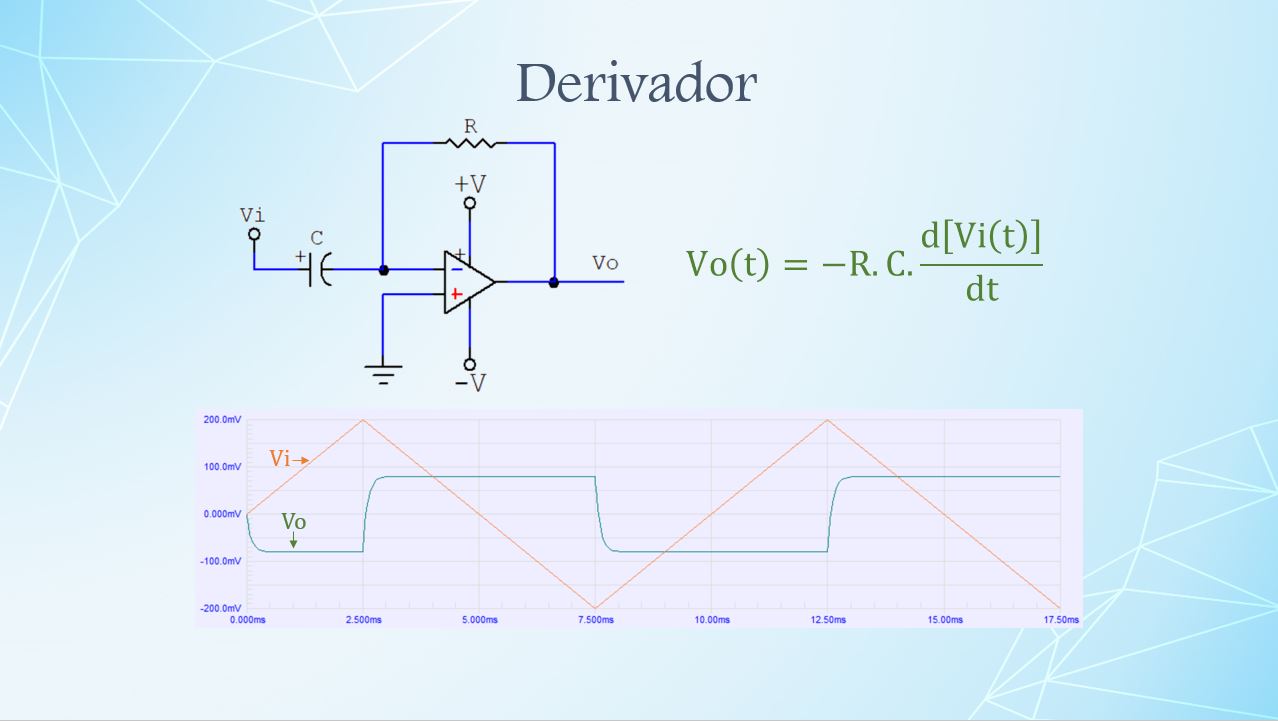 Derivador
R
+V
Vi
C
+
+
−
+
Vo
−V
Vo(t) = −R. C. d[Vi(t)]
dt
200.0mV
Vi
100.0mV
0.000mV
Vo
-100.0mV
-200.0mV
0.000ms 2.500ms 5.000ms 7.500ms 10.00ms 12.50ms 15.00ms 17.50ms